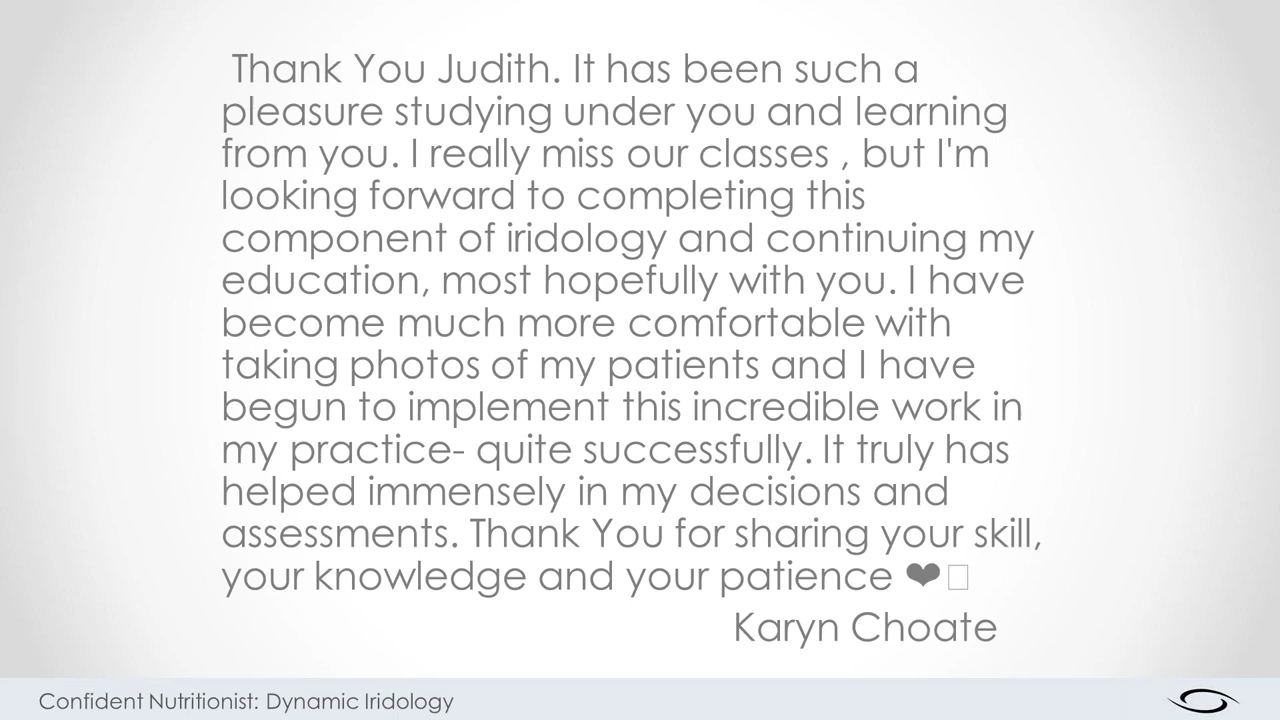 Thank You Judith. It has been such a
pleasure studying under you and learning
from you. I really miss our classes , but I'm
looking forward to completing this
component of iridology and continuing my
education, most hopefully with you. I have
become much more comfortable with
taking photos of my patients and I have
begun to implement this incredible work in
my practice- quite successfully. It truly has
helped immensely in my decisions and
assessments. Thank You for sharing your skill,
your knowledge and your patience ❤□
Karyn Choate
Confident Nutritionist: Dynamic Iridology